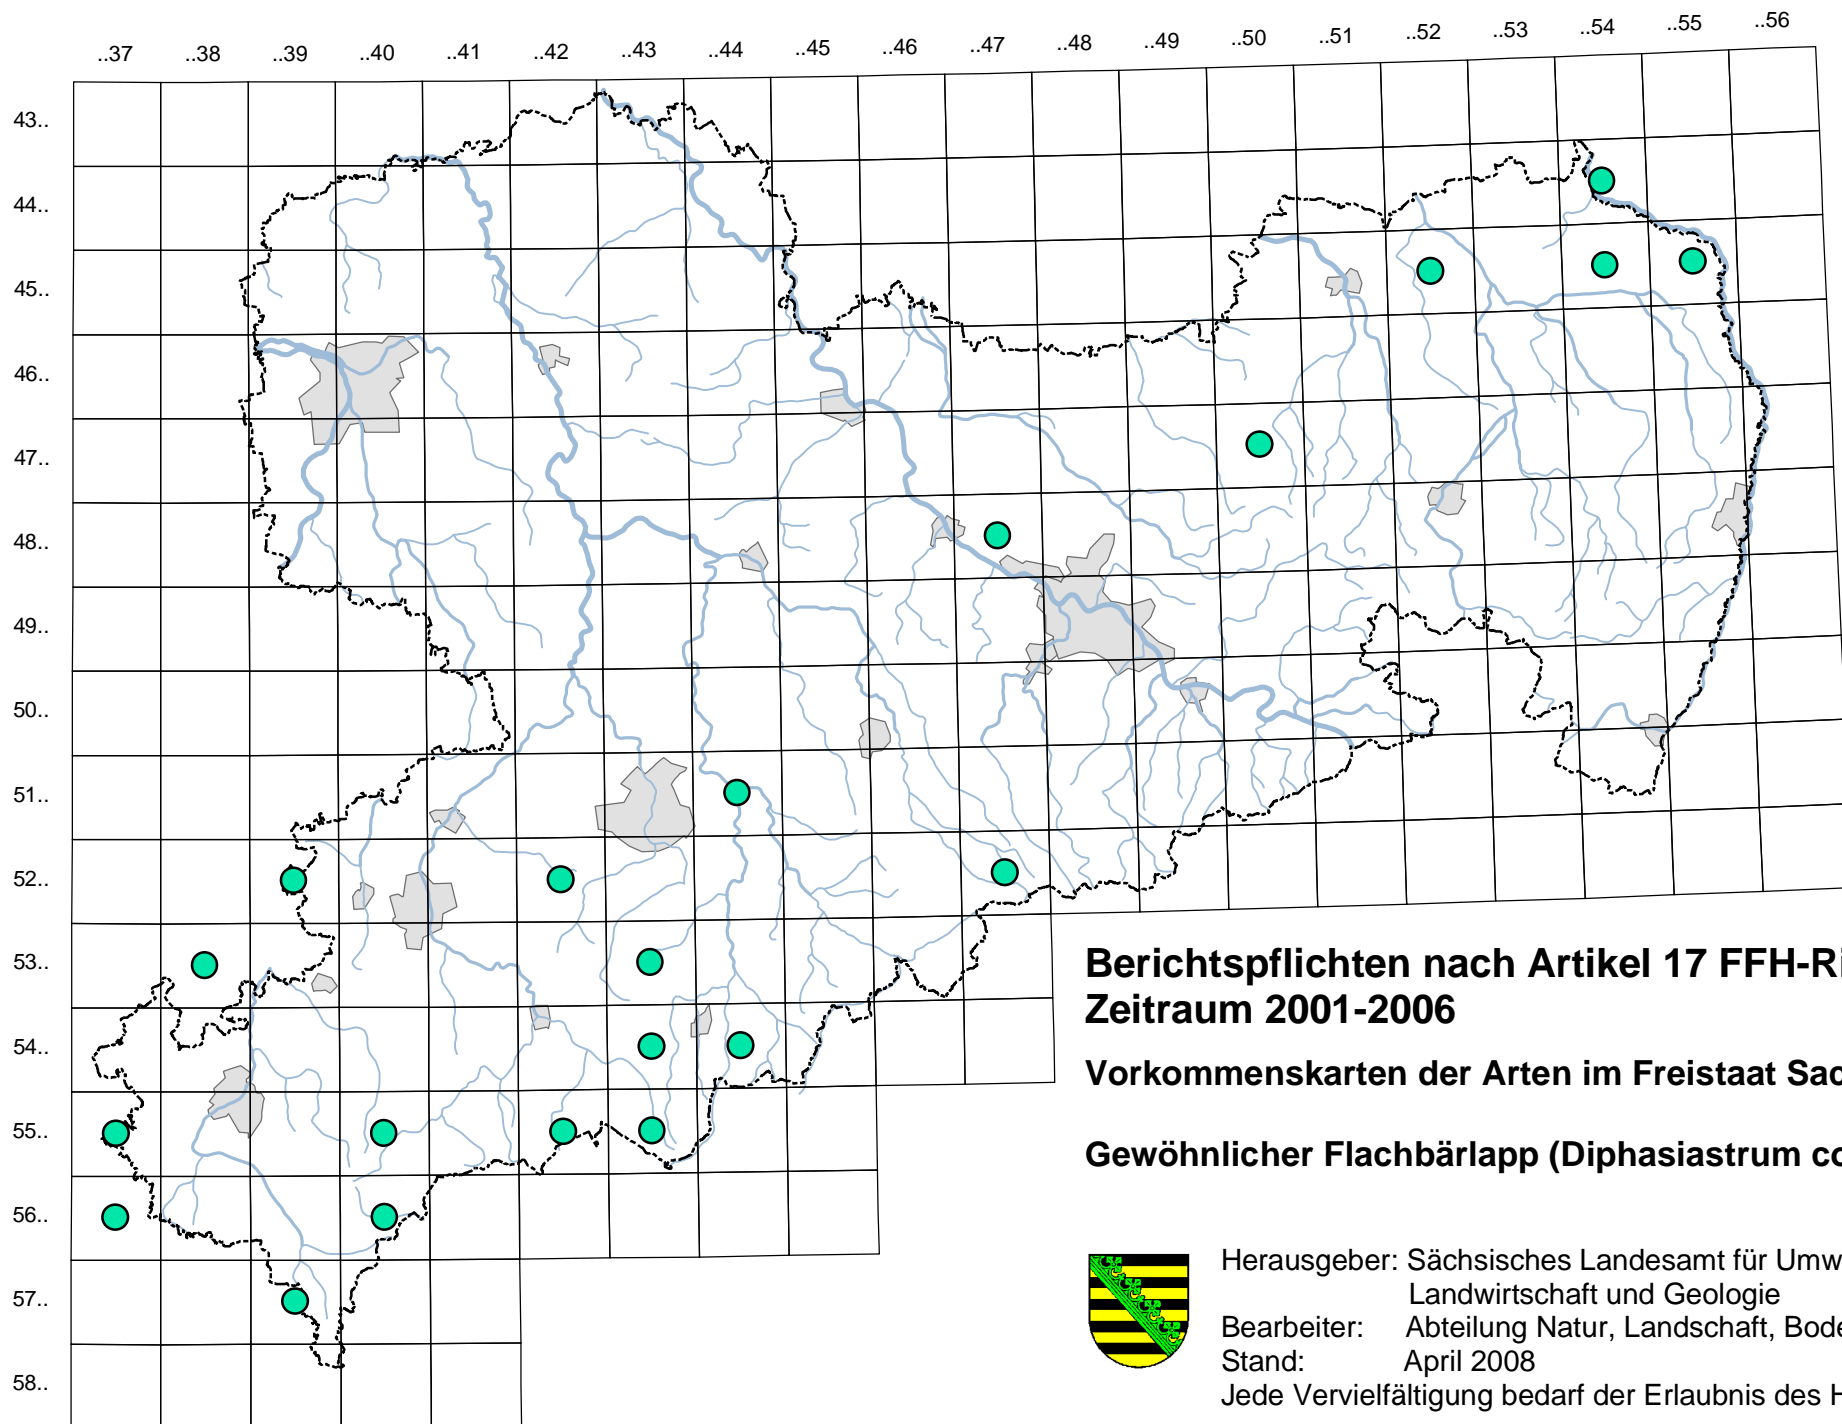 ..37 ..38 ..39 ..40 ..41 ..42 ..43 ..44 ..45 ..46 ..47 ..48 ..49 ..50 ..51 ..52 ..53 ..54 ..55 ..56
43..
44..
45..
46..
47..
48..
49..
50..
51..
52..
53..
54..
55..
56..
57..
58..
Berichtspflichten nach Artikel 17 FFH-Ri
Zeitraum 2001-2006
Vorkommenskarten der Arten im Freistaat Sac
Gewöhnlicher Flachbärlapp (Diphasiastrum co
Herausgeber: Sächsisches Landesamt für Umw
Landwirtschaft und Geologie
Bearbeiter: Abteilung Natur, Landschaft, Bode
Stand: April 2008
Jede Vervielfältigung bedarf der Erlaubnis des H